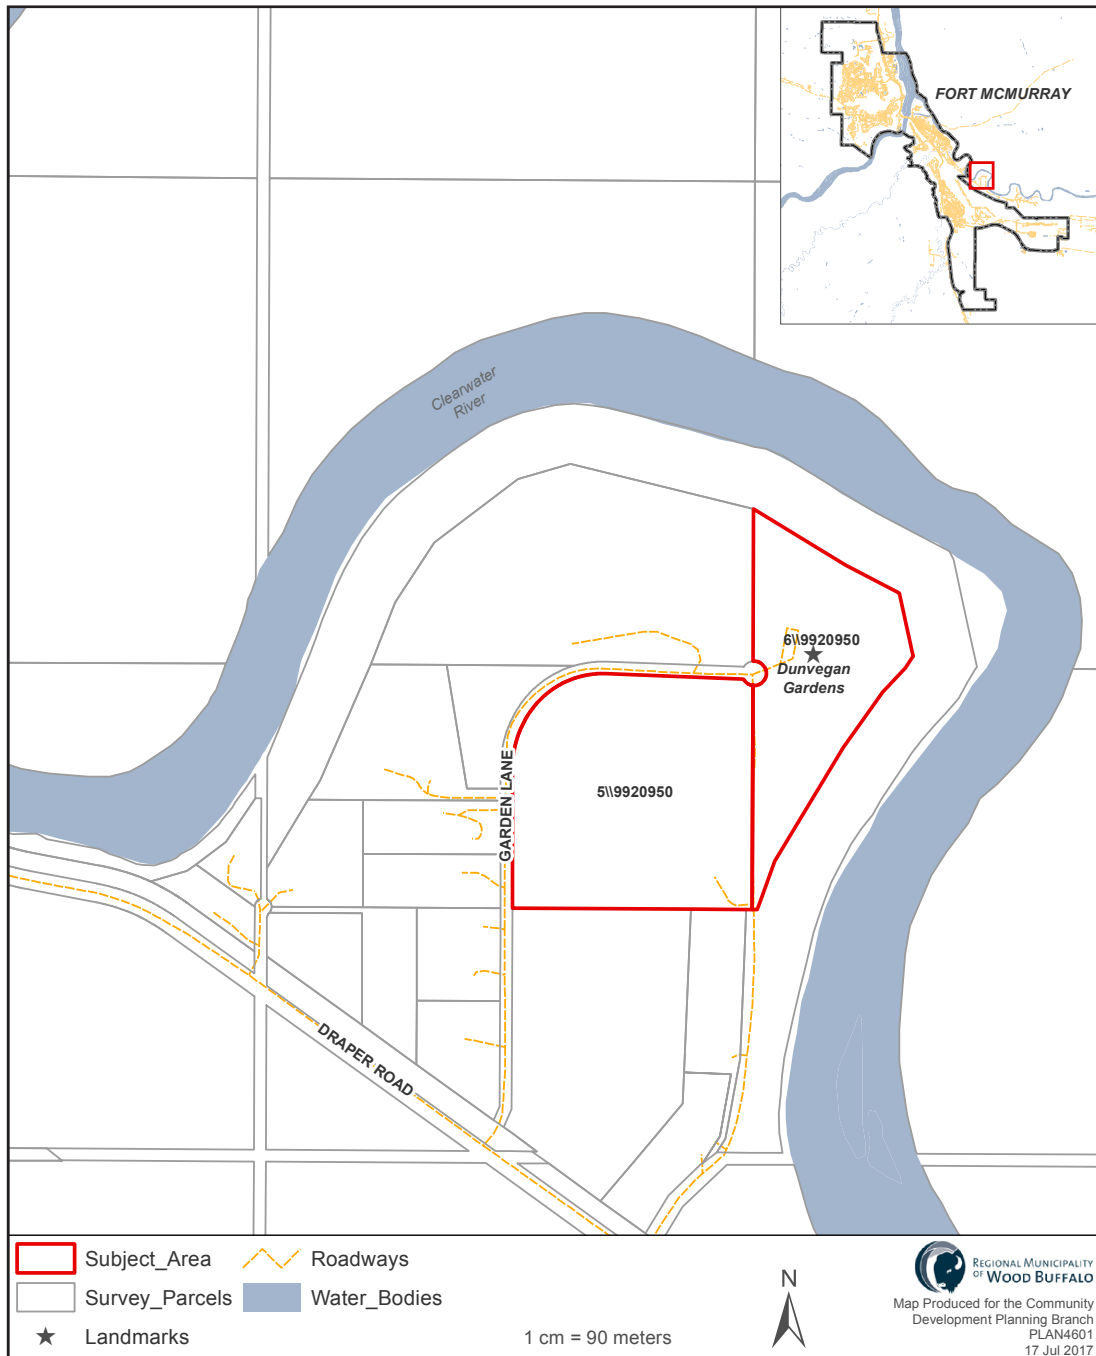 FORT MCMURRAY
Clearwater
River
6\\9920950
Dunvegan
Gardens
5\\9920950
GARDEN LANE
DRAPER ROAD
Subject_Area
Roadways
Survey_Parcels
Water_Bodies
Landmarks
1 cm = 90 meters
N
REGIONAL MUNICIPALITY
OF WOOD BUFFALO
Map Produced for the Community
Development Planning Branch
PLAN4601
17 Jul 2017